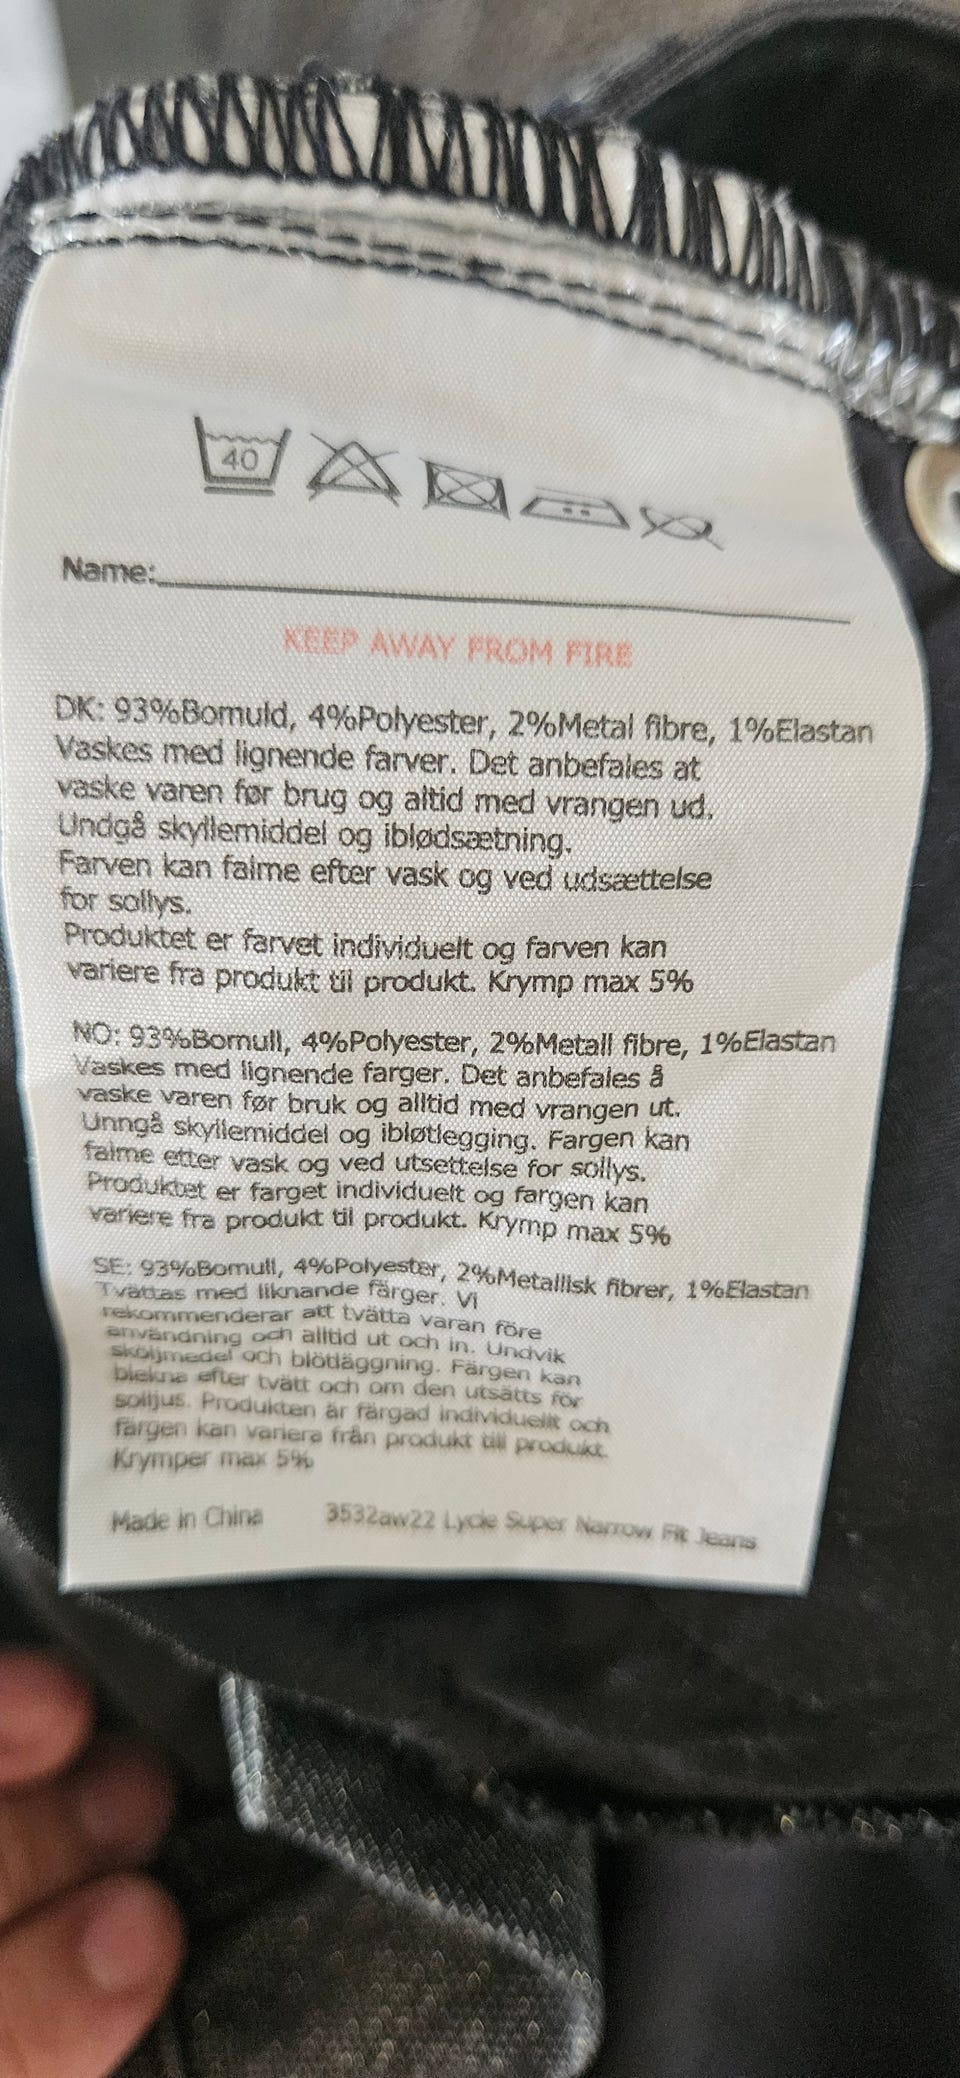 40
Name:
KEEP AWAY FROM FIRE
DK: 93%Bomuld, 4%Polyester, 2%Metal fibre, 1%Elastan
Vaskes med lignende farver. Det anbefales at
vaske varen før brug og altid med vrangen ud.
Undgå skyllemiddel og iblødsætning.
Farven kan falme efter vask og ved udsættelse
for sollys.
Produktet er farvet individuelt og farven kan
variere fra produkt til produkt. Krymp max 5%
NO: 93%Bomull, 4%Polyester, 2%Metall fibre, 1%Elastan
Vaskes med lignende farger. Det anbefales å
vaske varen før bruk og alltid med vrangen ut.
Unngå skyllemiddel og ibløtlegging. Fargen kan
falme etter vask og ved utsettelse for sollys.
Produktet er farget individuelt og fargen kan
variere fra produkt til produkt. Krymp max 5%
SE: 93%Bomull, 4%Polyester, 2%Metallisk fibrer, 1%Elastan
Tvättas med liknande färger. Vi
rekommenderar att tvätta varan före
användning och alltid ut och in. Undvik
sköljmedel och blötläggning. Färgen kan
blekna efter tvätt och om den utsätts för
solljus. Produkten är färgad individuellt och
färgen kan variera från produkt till produkt.
Krymper max 5%
Made in China 3532aw22 Lycie Super Narrow Fit Jeans